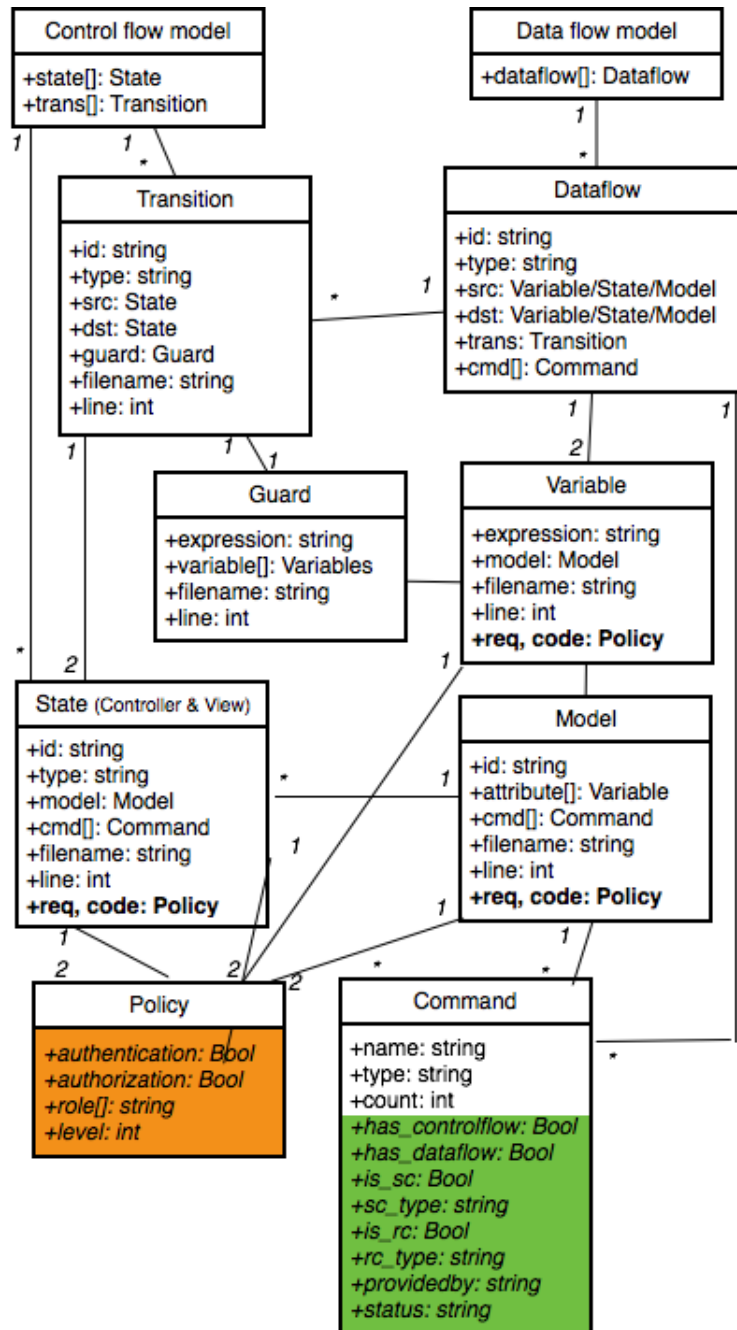 Control flow model
+state[]: State
+trans[]: Transition
Data flow model
+dataflow[]: Dataflow
1
1
*
1
*
Transition
+id: string
+type: string
+src: State
+dst: State
+guard: Guard
+filename: string
+line: int
*
1
Dataflow
+id: string
+type: string
+src: Variable/State/Model
+dst: Variable/State/Model
+trans: Transition
+cmd[]: Command
1
1
1
1
1
2
Guard
+expression: string
+variable[]: Variables
+filename: string
+line: int
Variable
+expression: string
+model: Model
+filename: string
+line: int
+req, code: Policy
*
2
1
State (Controller & View)
+id: string
+type: string
+model: Model
+cmd[]: Command
+filename: string
+line: int
+req, code: Policy
*
1
1
Model
+id: string
+attribute[]: Variable
+cmd[]: Command
+filename: string
+line: int
+req, code: Policy
1
2
2
2
1
*
1
*
Policy
+authentication: Bool
+authorization: Bool
+role[]: string
+level: int
Command
+name: string
+type: string
+count: int
+has_controlflow: Bool
+has_dataflow: Bool
+is_sc: Bool
+sc_type: string
+is_rc: Bool
+rc_type: string
+providedby: string
+status: string
*